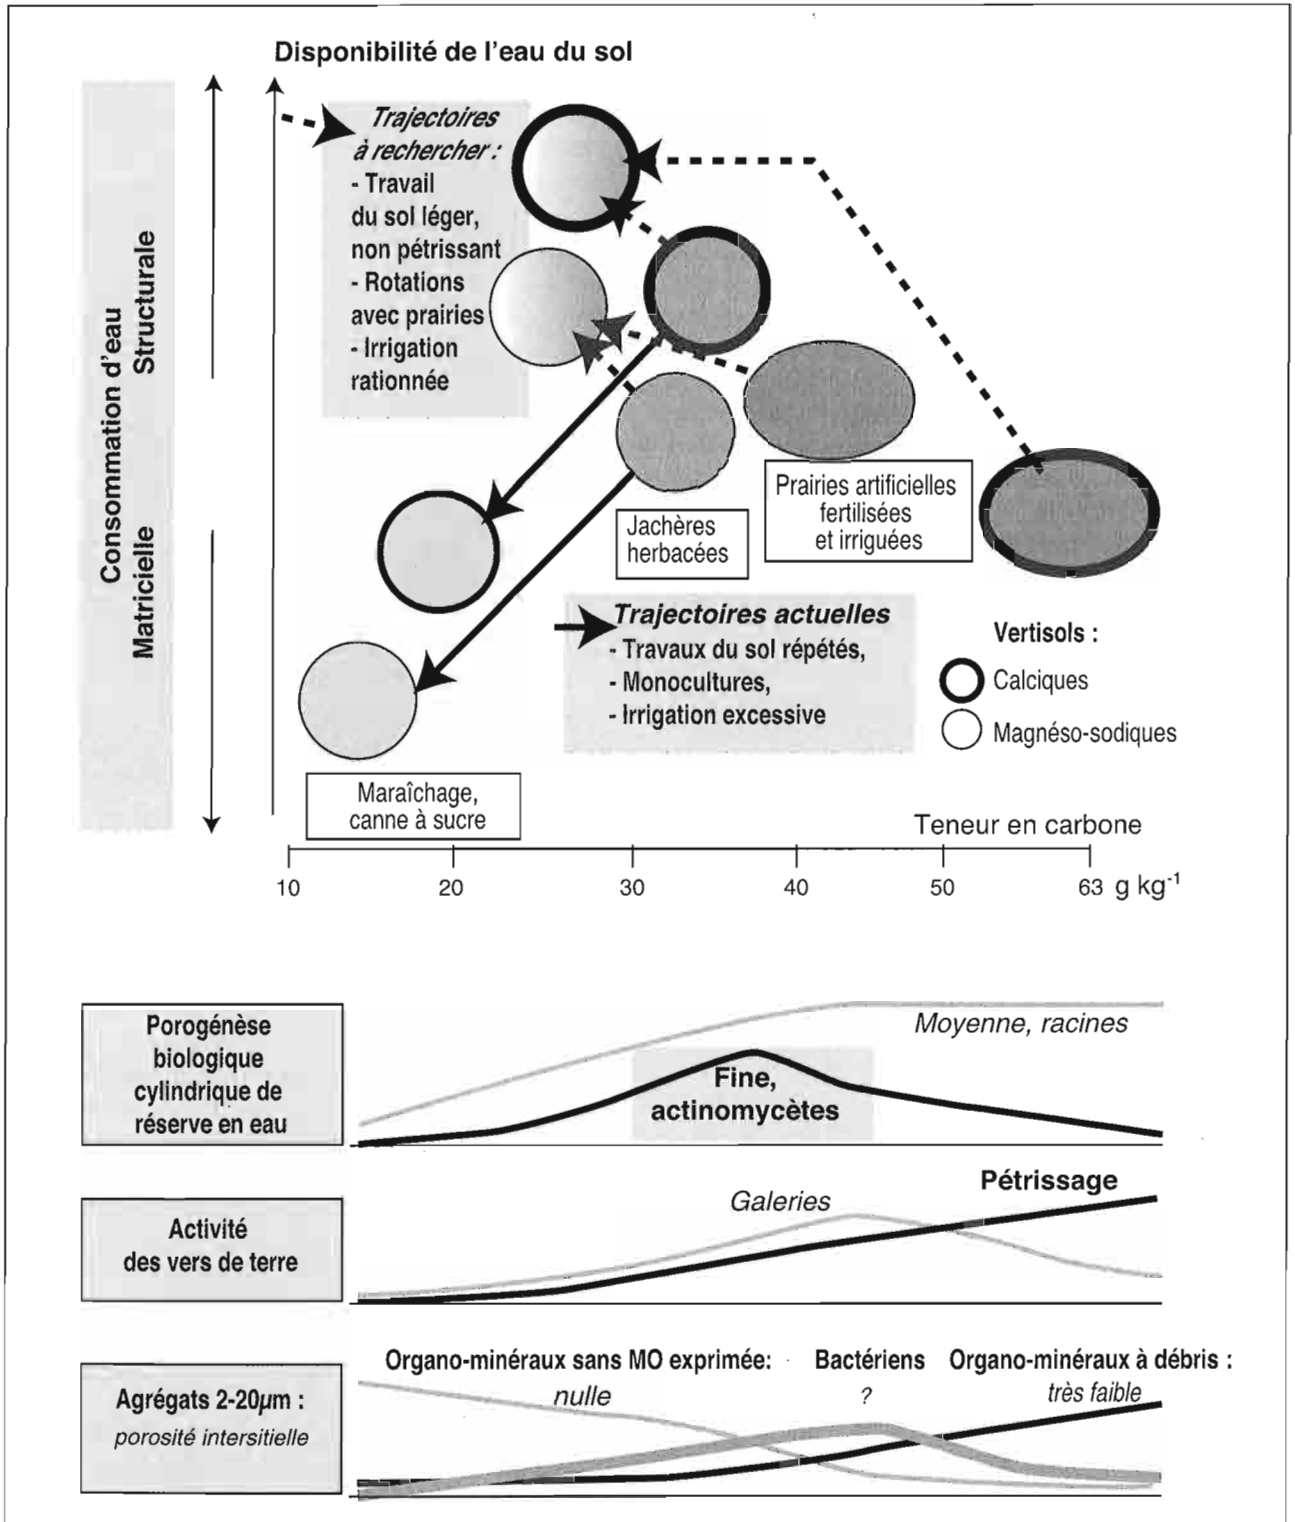 Disponibilité de l'eau du sol
Consommation d'eau
Structurale
Matricielle
Trajectoires
à rechercher :
- Travail
du sol léger,
non pétrissant
- Rotations
avec prairies
- Irrigation
rationnée
Jachères
herbacées
Prairies artificielles
fertilisées
et irriguées
Trajectoires actuelles
- Travaux du sol répétés,
- Monocultures,
- Irrigation excessive
Vertisols :
Calciques
Magnéso-sodiques
Maraîchage,
canne à sucre
Teneur en carbone
10 20 30 40 50 63 g kg-1
Porogénèse
biologique
cylindrique de
réserve en eau
Moyenne, racines
Fine,
actinomycètes
Activité
des vers de terre
Galeries
Pétrissage
Agrégats 2-20µm :
porosité intersitielle
Organo-minéraux sans MO exprimée:
nulle
Bactériens
?
Organo-minéraux à débris :
très faible